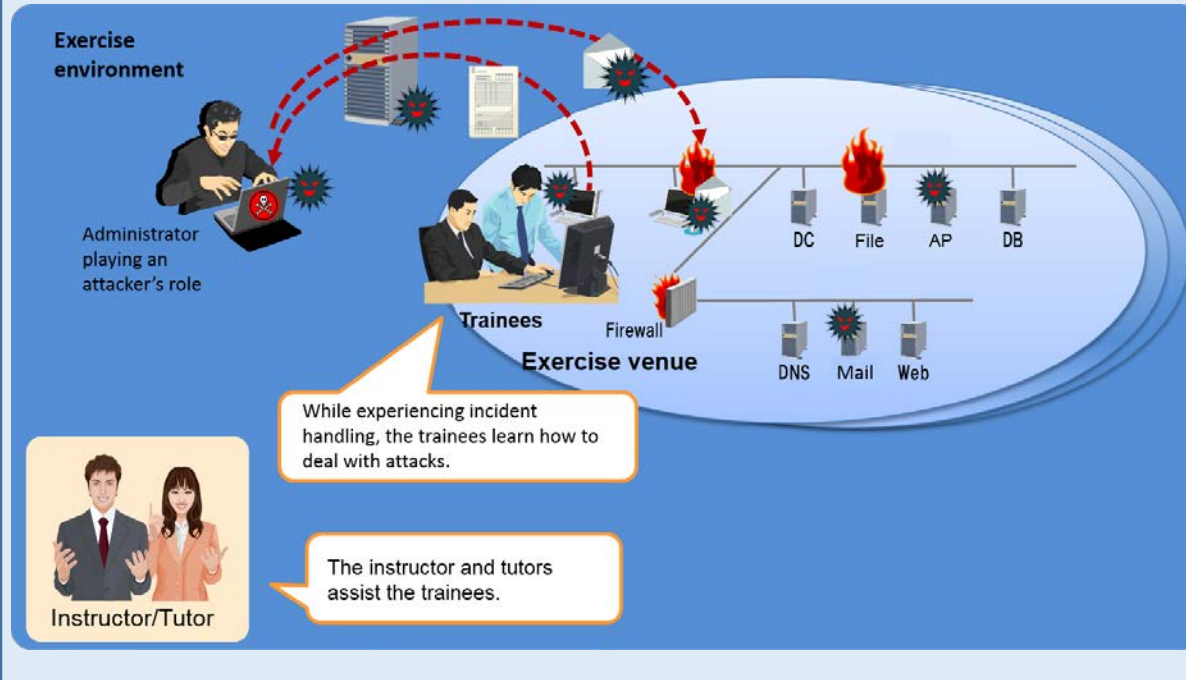 Exercise
environment
Administrator
playing an
attacker's role
DC
File
AP
DB
Trainees
Firewall
Exercise venue
DNS
Mail
Web
While experiencing incident
handling, the trainees learn how to
deal with attacks.
The instructor and tutors
assist the trainees.
Instructor/Tutor